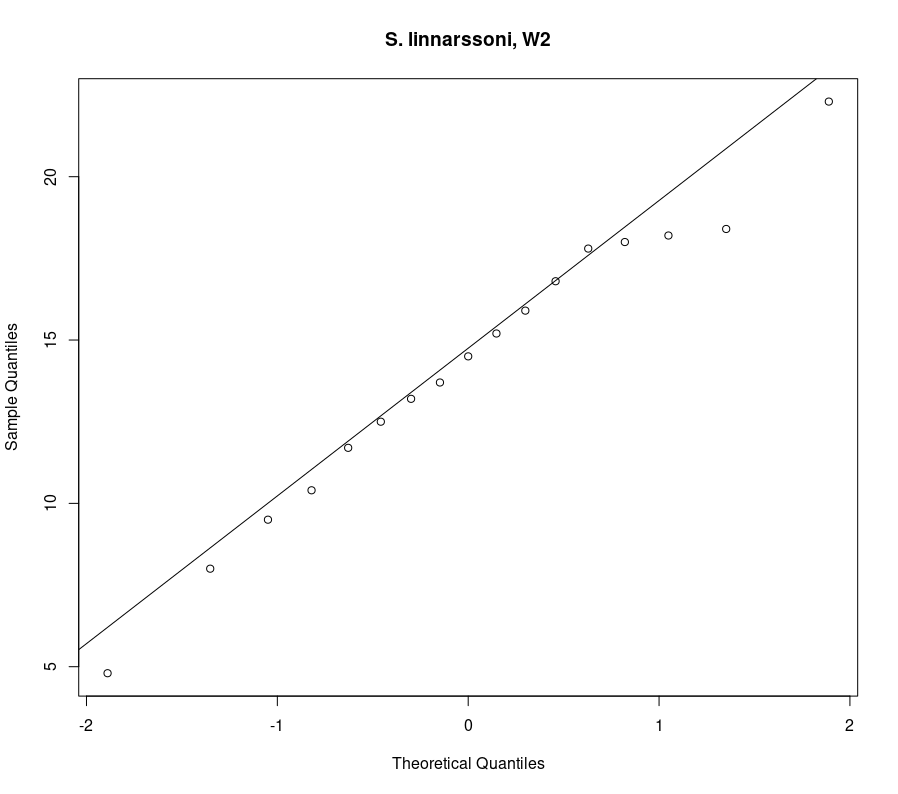 S. linnarssoni, W2
20
15
10
5
Sample Quantiles
-2 -1 0 1 2
Theoretical Quantiles